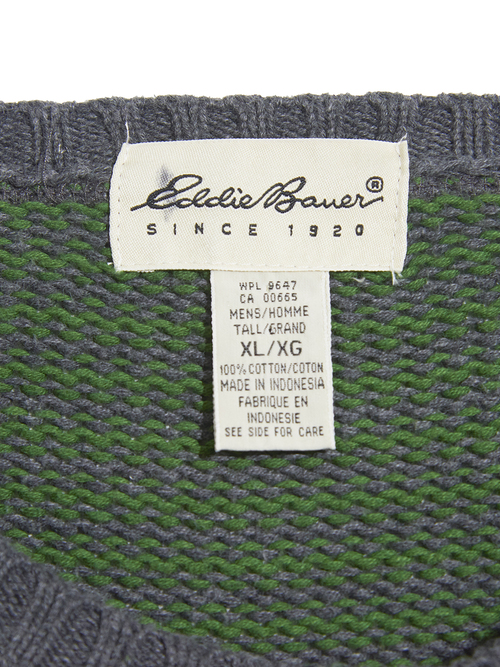 Eddie Bauer®
SINCE 1920
WPL 9647
CA 00665
MENS/HOMME
TALL/GRAND
XL/XG
100% COTTON/COTON
MADE IN INDONESIA
FABRIQUE EN
INDONESIE
SEE SIDE FOR CARE